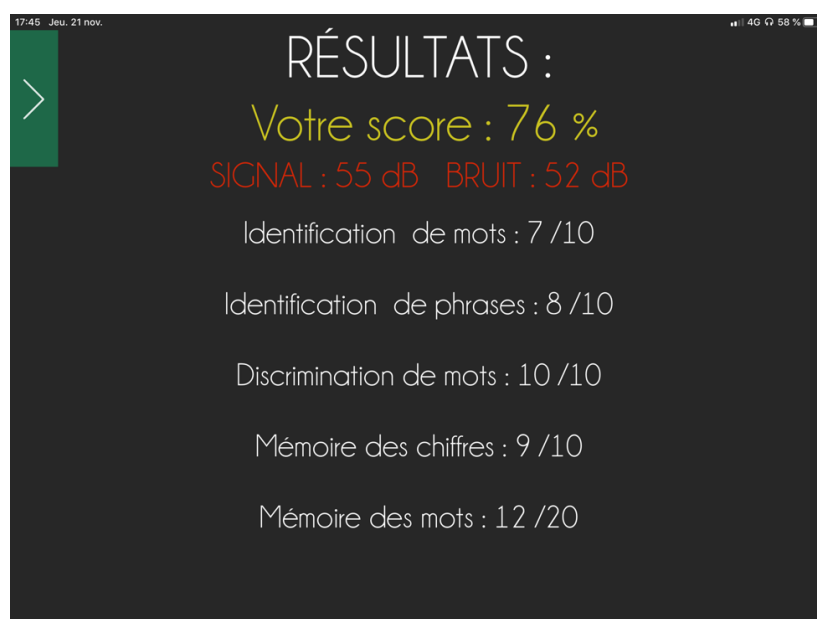 17:45 Jeu. 21 nov. 4G 58 %
RÉSULTATS :
Votre score : 76 %
SIGNAL : 55 dB BRUIT : 52 dB
Identification de mots : 7 /10
Identification de phrases : 8 /10
Discrimination de mots : 10 /10
Mémoire des chiffres : 9 /10
Mémoire des mots : 12 /20